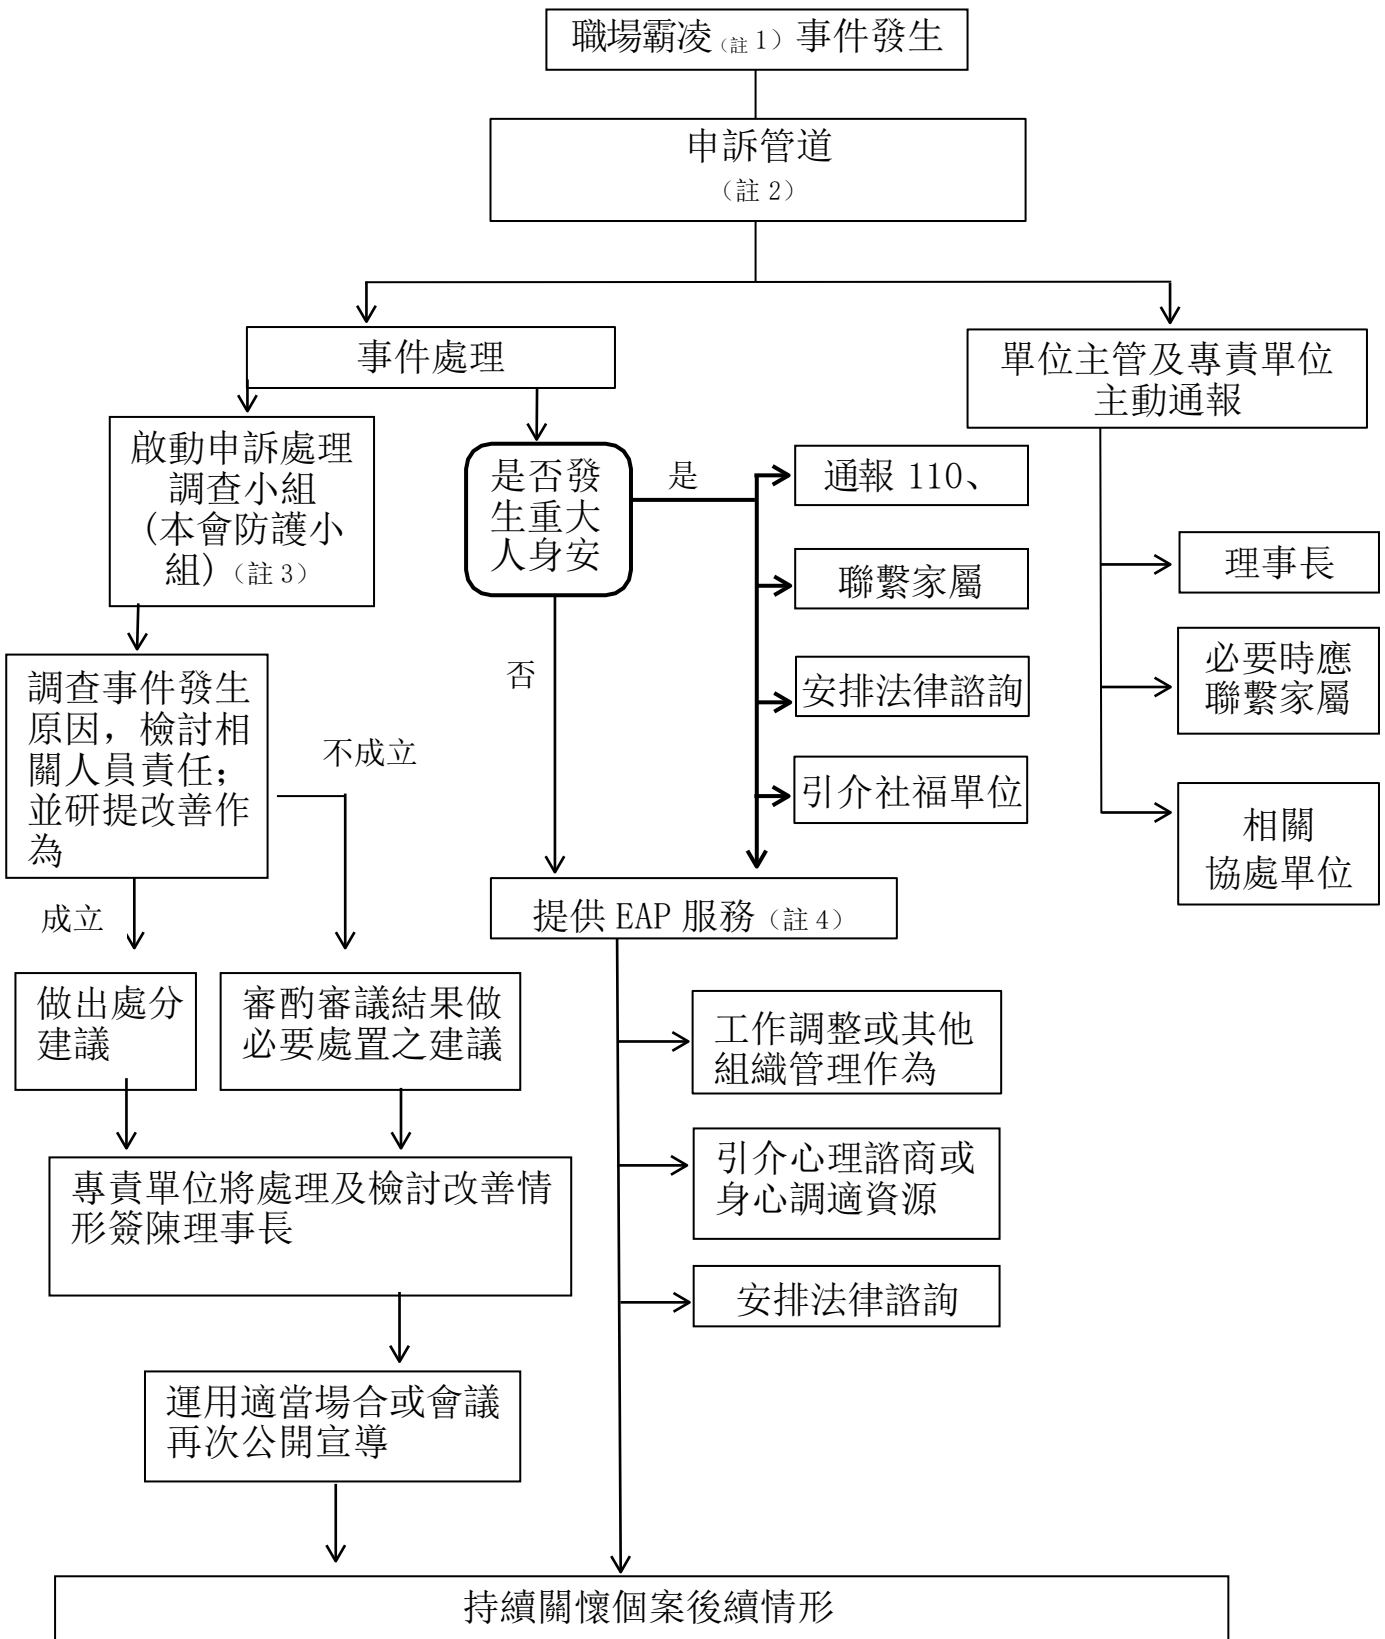 職場霸凌(註1)事件發生
申訴管道
(註 2)
事件處理
單位主管及專責單位
主動通報
啟動申訴處理
調查小組
(本會防護小
組)(註 3)
是否發
生重大
人身安
是
通報 110、
聯繫家屬
安排法律諮詢
引介社福單位
理事長
必要時應
聯繫家屬
相關
協處單位
否
調查事件發生
原因，檢討相
關人員責任；
並研提改善作
為
不成立
成立
提供 EAP 服務(註 4)
做出處分
建議
審酌審議結果做
必要處置之建議
工作調整或其他
組織管理作為
引介心理諮商或
身心調適資源
安排法律諮詢
專責單位將處理及檢討改善情
形簽陳理事長
運用適當場合或會議
再次公開宣導
持續關懷個案後續情形